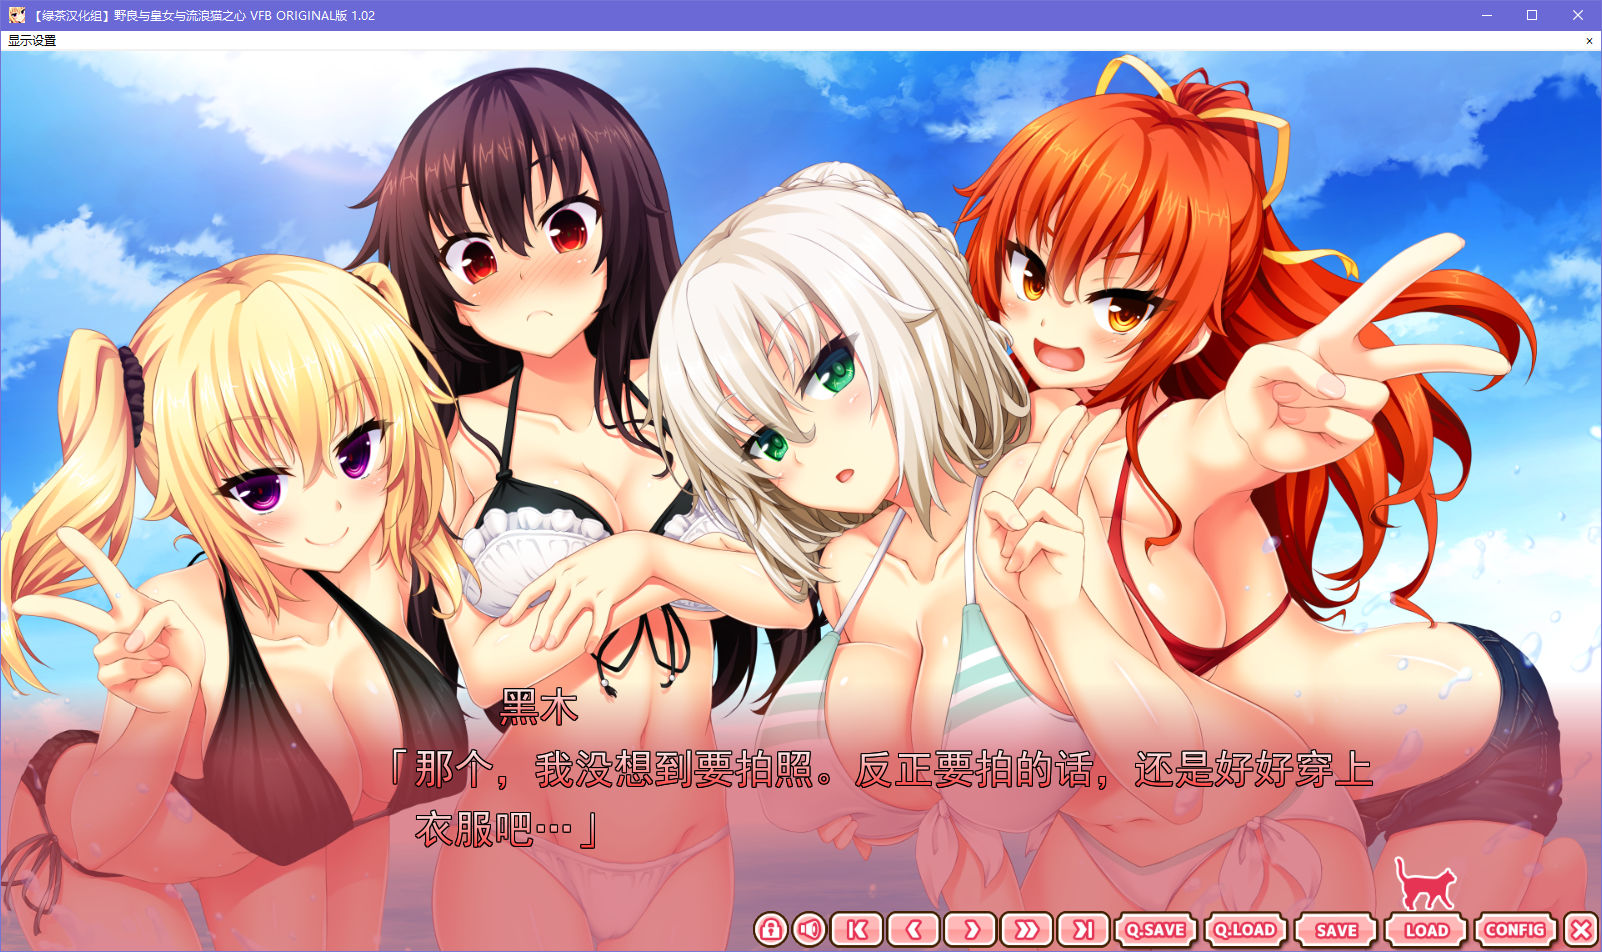 【绿茶汉化组】野良与皇女与流浪猫之心 VFB ORIGINAL版 1.02
显示设置
黑木
「那个，我没想到要拍照。反正要拍的话，还是好好穿上
衣服吧…」
Q.SAVE Q.LOAD SAVE LOAD CONFIG